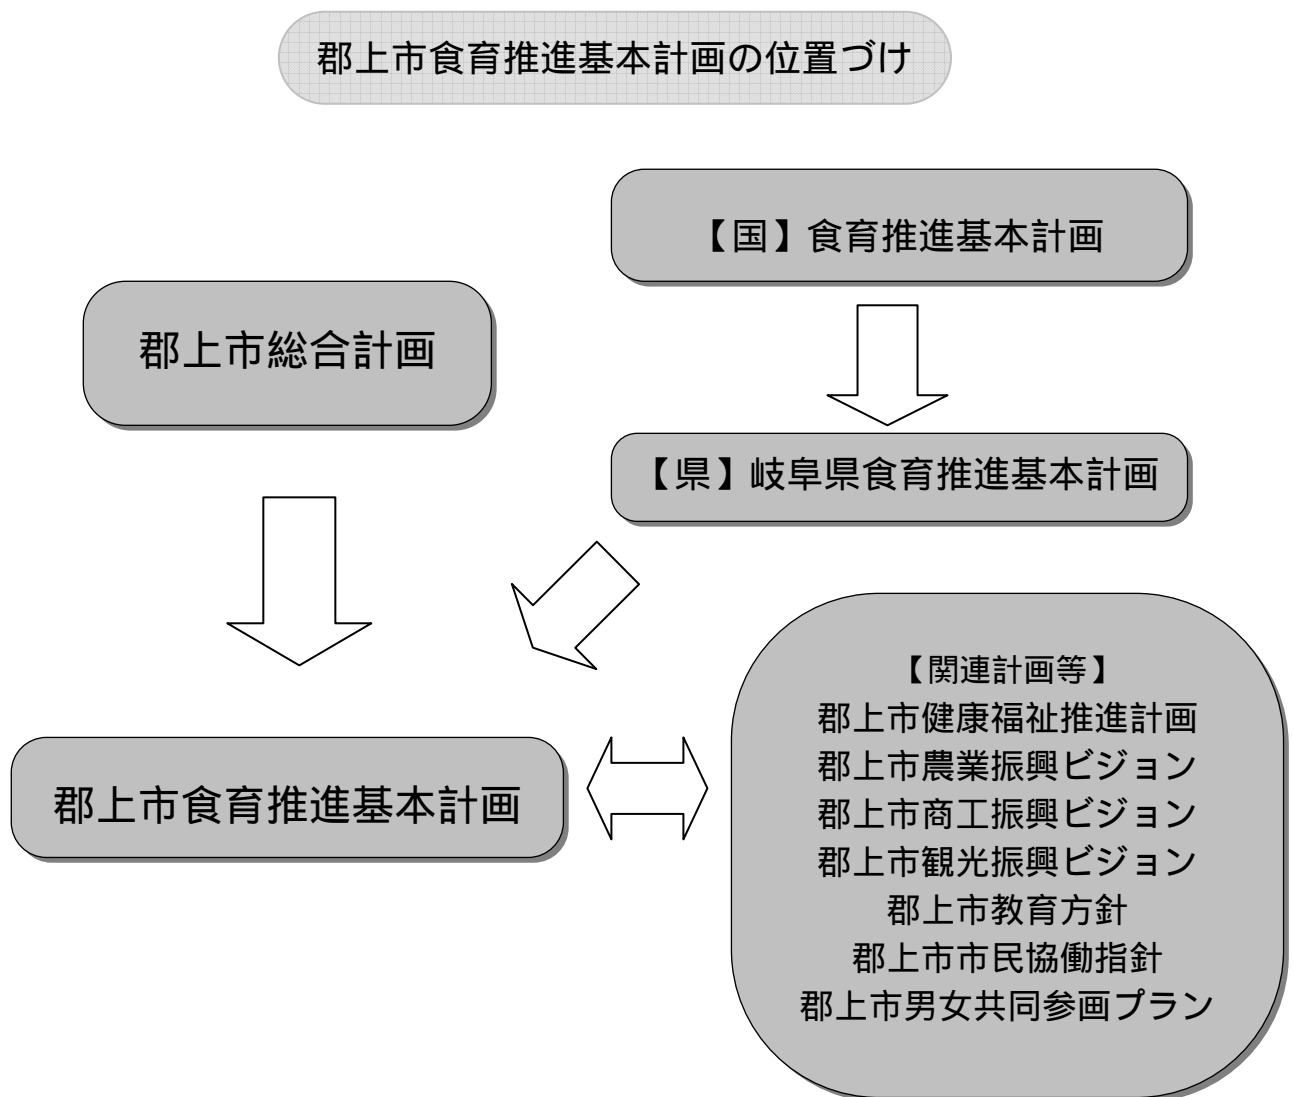 郡上市食育推進基本計画の位置づけ
【国】食育推進基本計画
郡上市総合計画
【県】岐阜県食育推進基本計画
郡上市食育推進基本計画
【関連計画等】
郡上市健康福祉推進計画
郡上市農業振興ビジョン
郡上市商工振興ビジョン
郡上市観光振興ビジョン
郡上市教育方針
郡上市市民協働指針
郡上市男女共同参画プラン